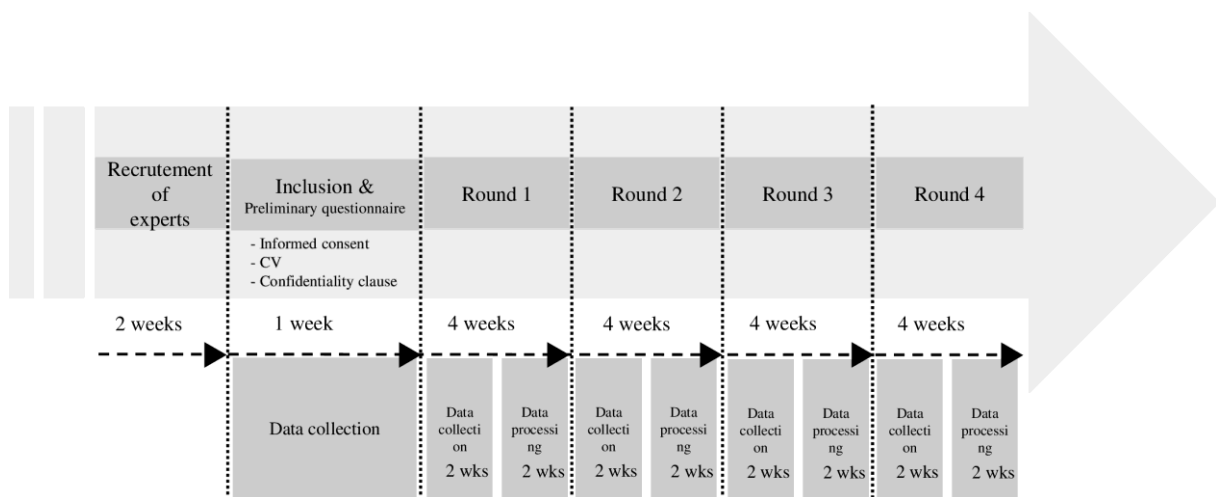 Recrutement
of
experts
Inclusion &
Preliminary questionnaire
Round 1
Round 2
Round 3
Round 4
- Informed consent
- CV
- Confidentiality clause
2 weeks
1 week
4 weeks
4 weeks
4 weeks
4 weeks
Data collection
Data
collecti
on
2 wks
Data
processi
ng
2 wks
Data
collecti
on
2 wks
Data
processi
ng
2 wks
Data
collecti
on
2 wks
Data
processi
ng
2 wks
Data
collecti
on
2 wks
Data
processi
ng
2 wks